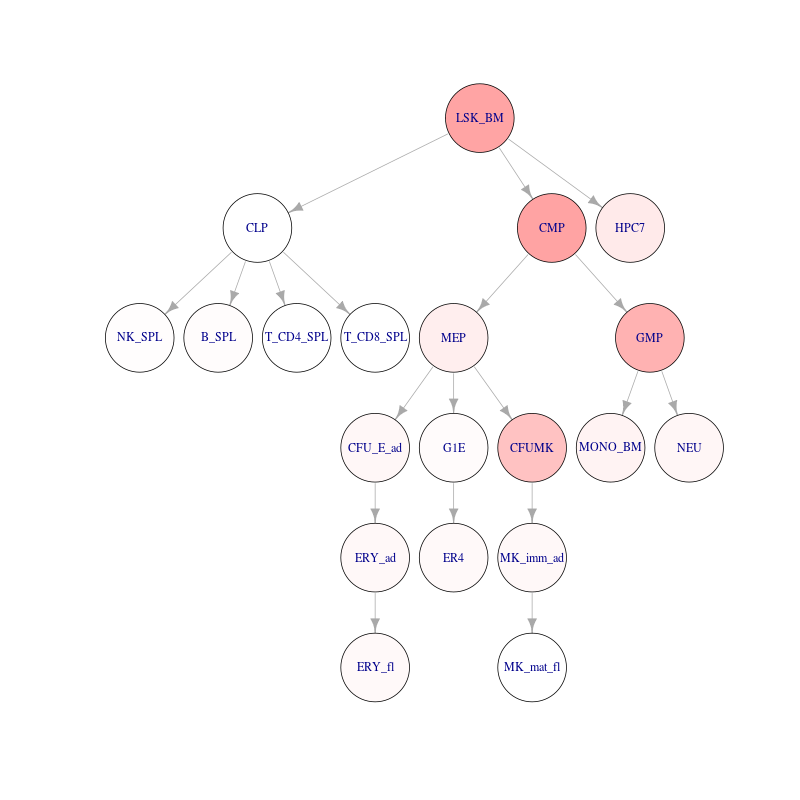 LSK_BM
CLP
CMP
HPC7
NK_SPL
B_SPL
T_CD4_SPL
T_CD8_SPL
MEP
GMP
CFU_E_ad
G1E
CFUMK
MONO_BM
NEU
ERY_ad
ER4
MK_imm_ad
ERY_fl
MK_mat_fl